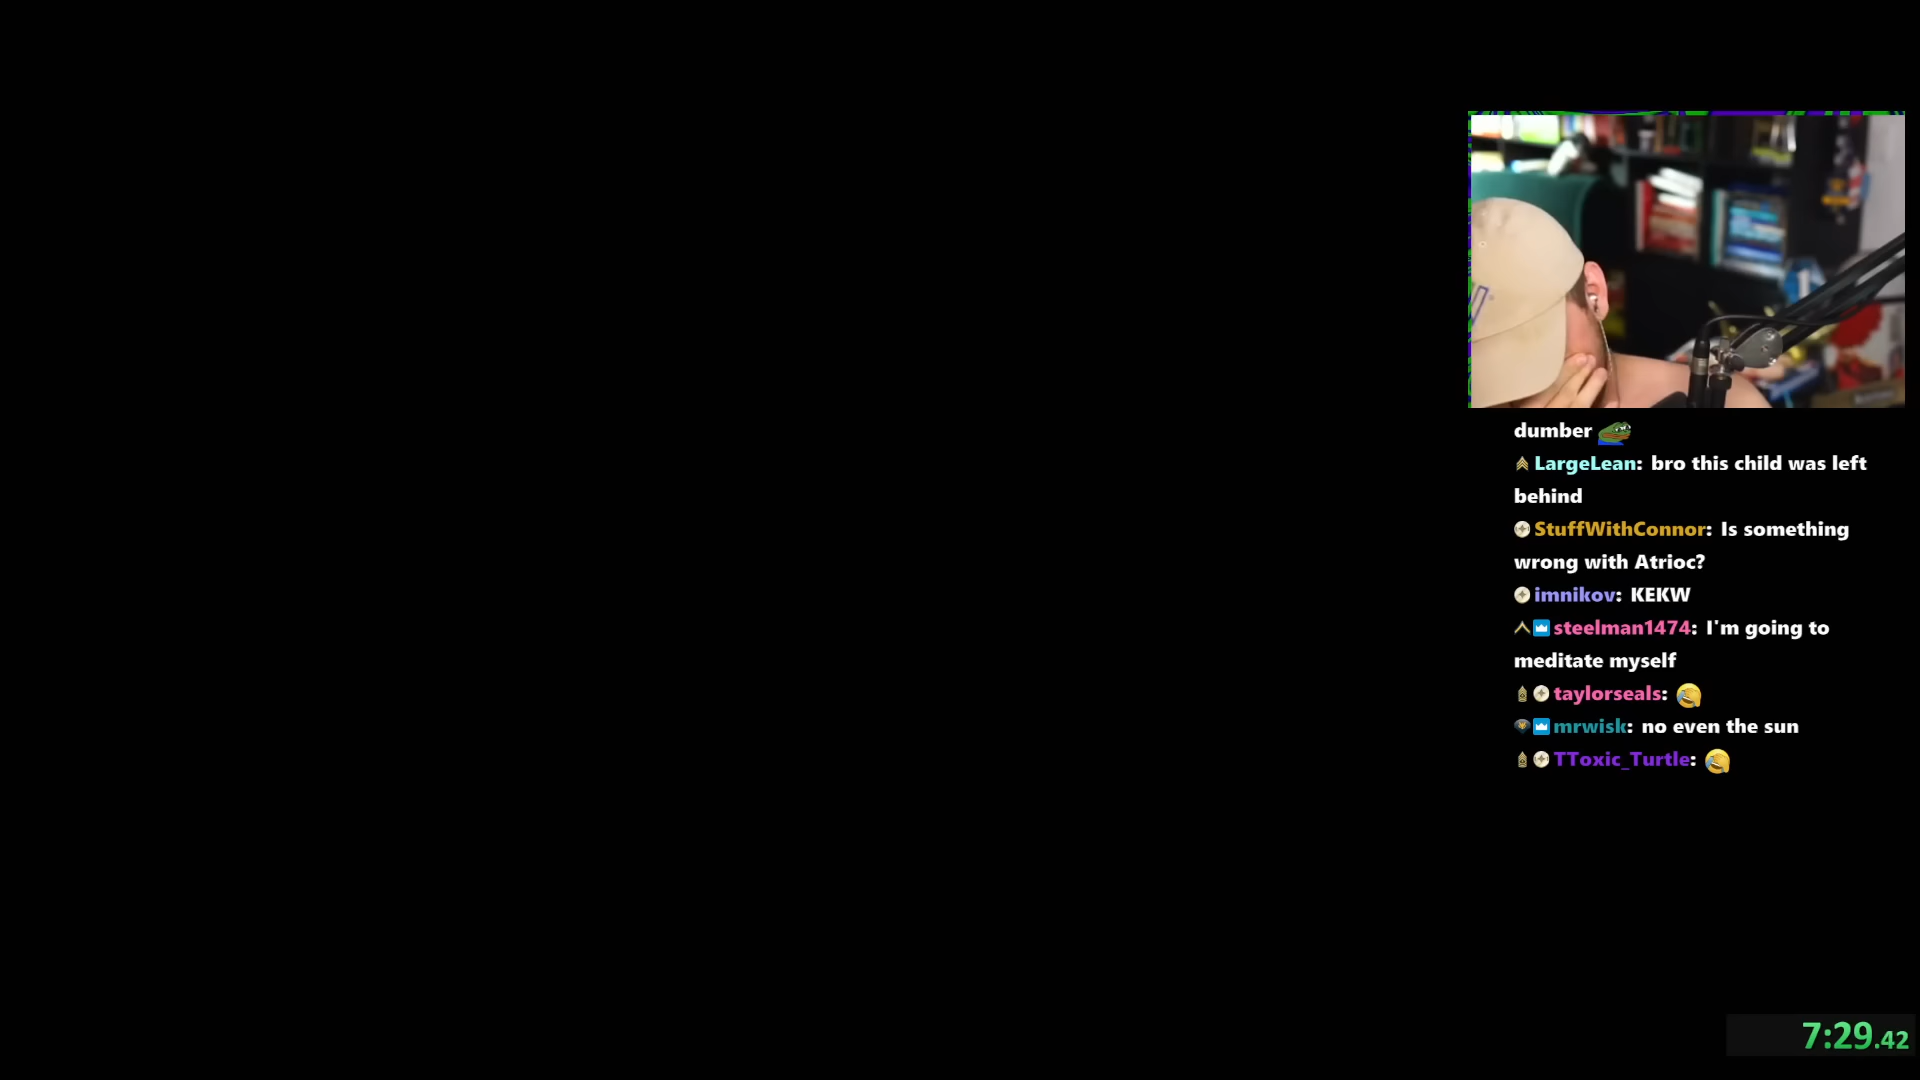 dumber
LargeLean: bro this child was left
behind
StuffWithConnor: Is something
wrong with Atrioc?
imnikov: KEKW
steelman1474: I'm going to
meditate myself
taylorseals:
mrwisk: no even the sun
TToxic_Turtle:
7:29.42